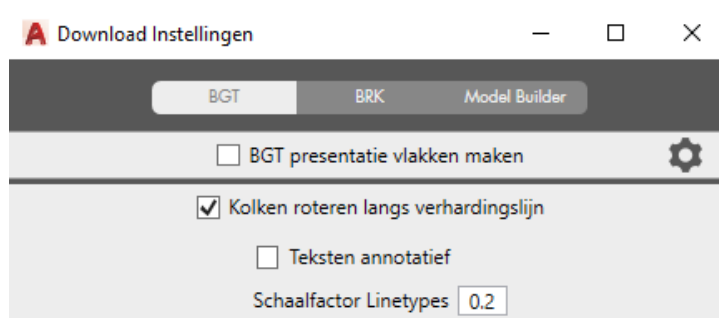 Download Instellingen
BGT BRK Model Builder
BGT presentatie vlakken maken
Kolken roteren langs verhardingslijn
Teksten annotatief
Schaalfactor Linetypes 0.2